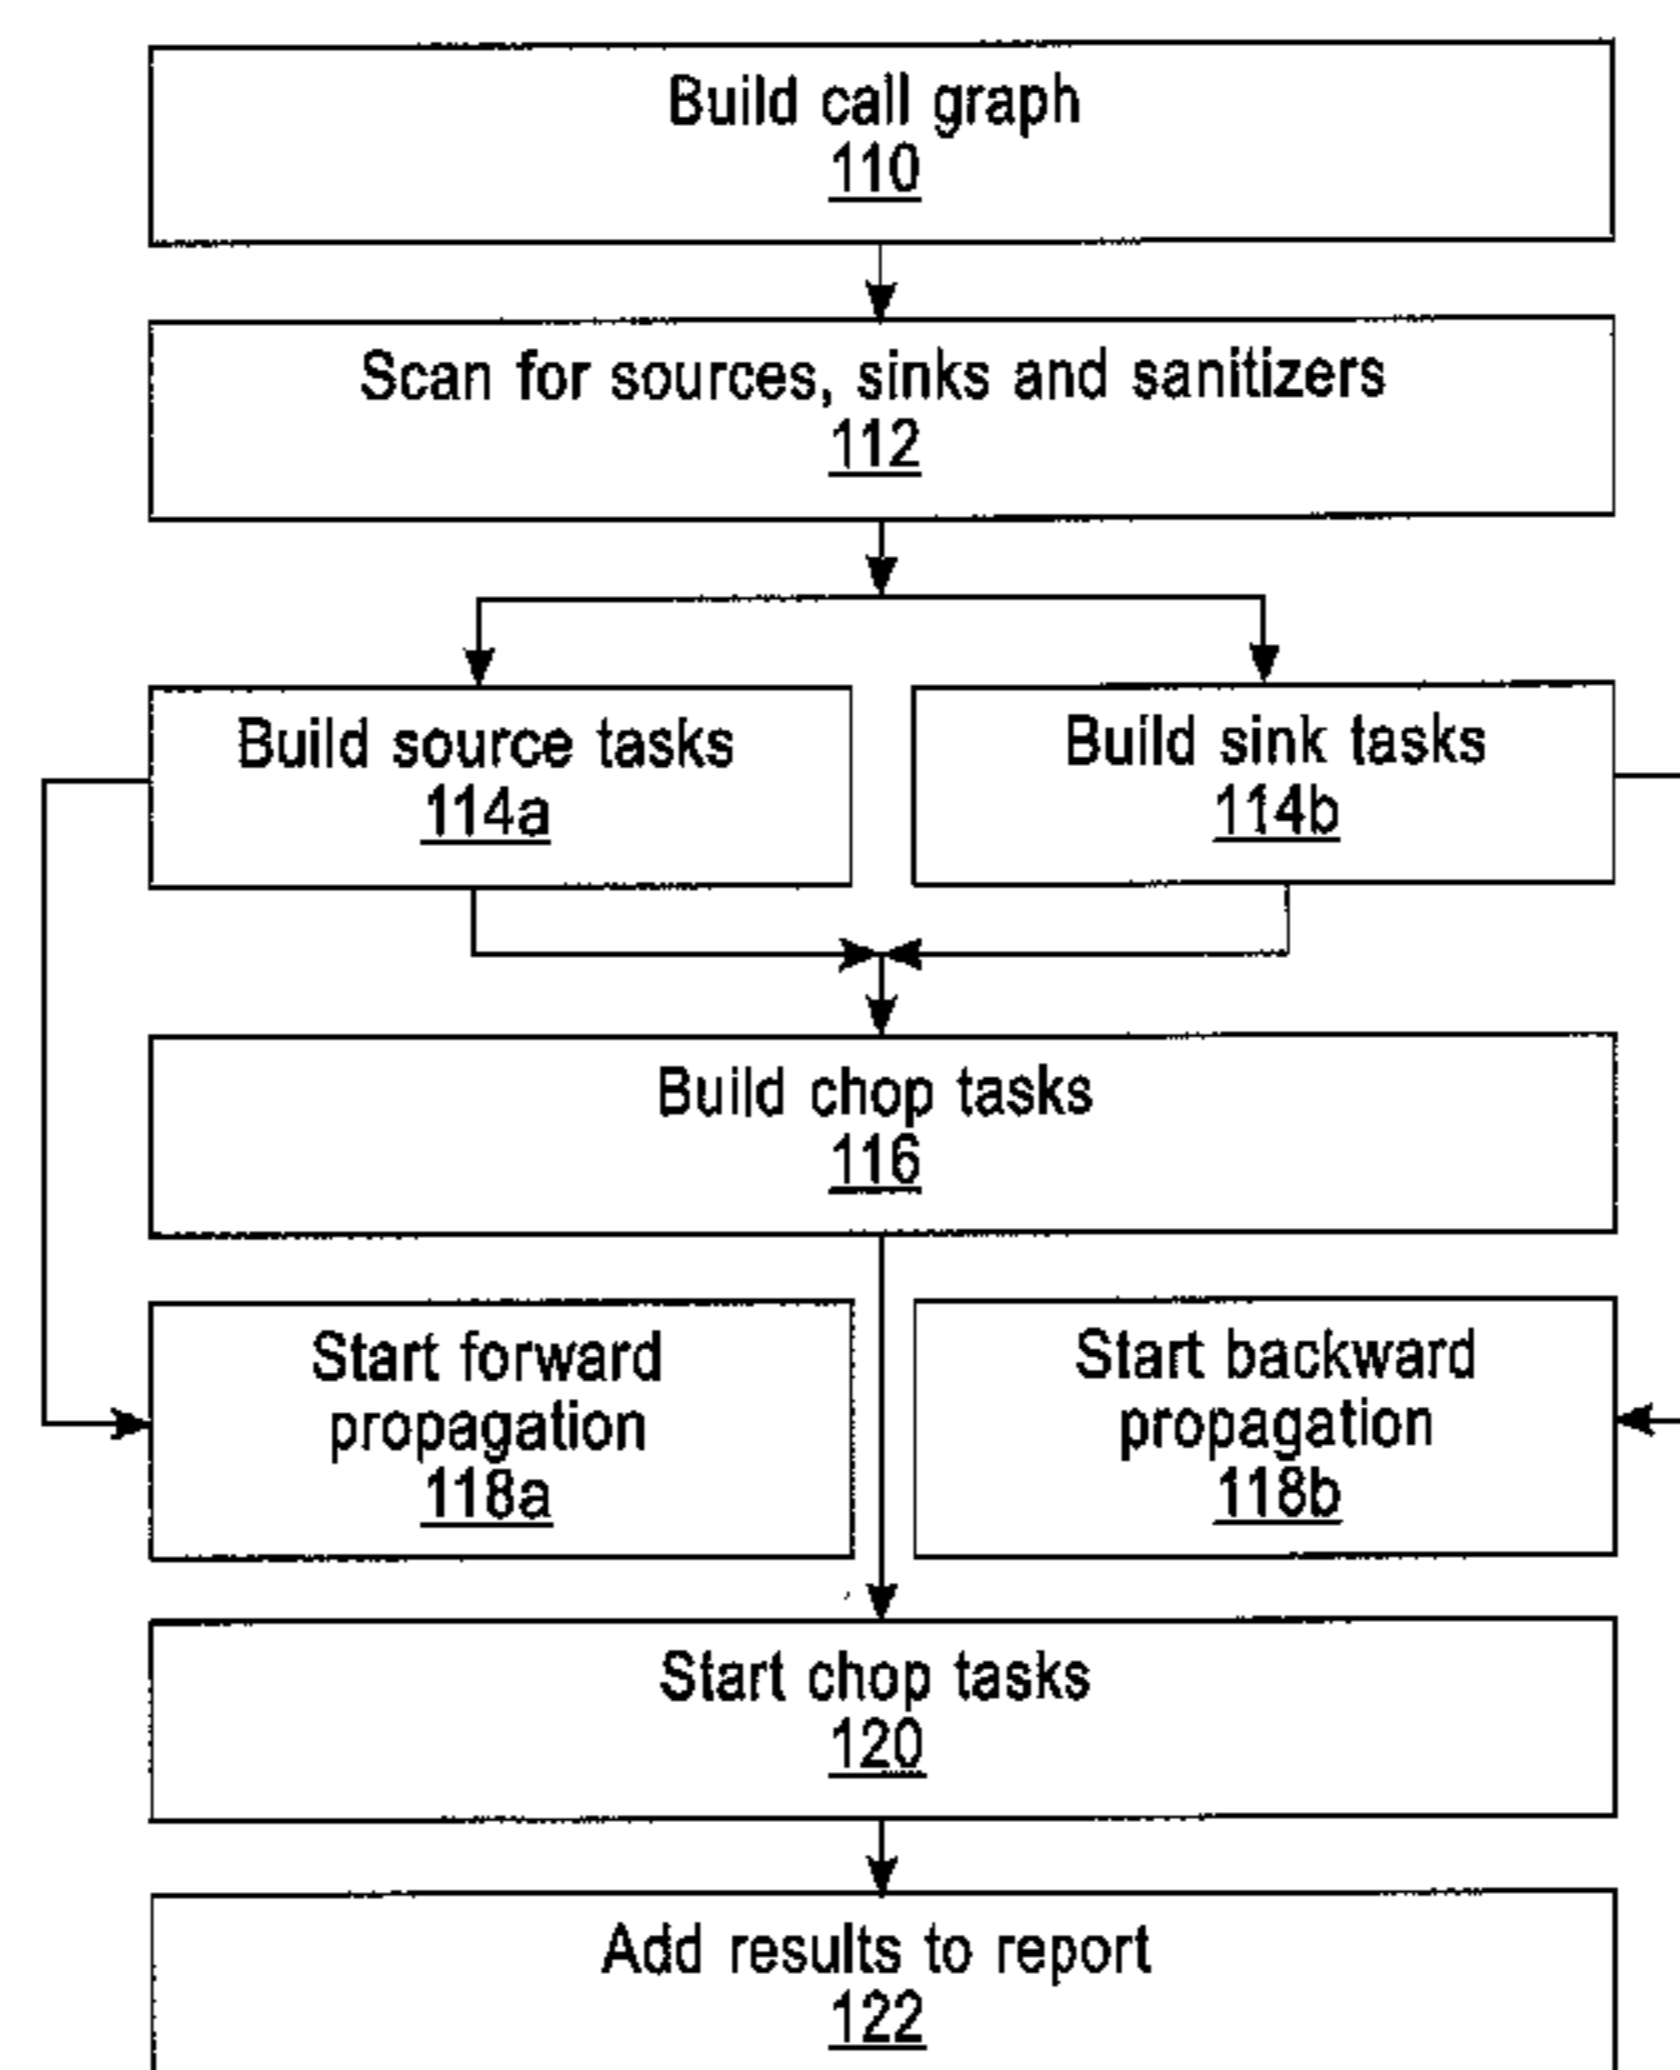 Build call graph
110
Scan for sources, sinks and sanitizers
112
Build source tasks
114a
Build sink tasks
114b
Build chop tasks
116
Start forward
propagation
118a
Start backward
propagation
118b
Start chop tasks
120
Add results to report
122